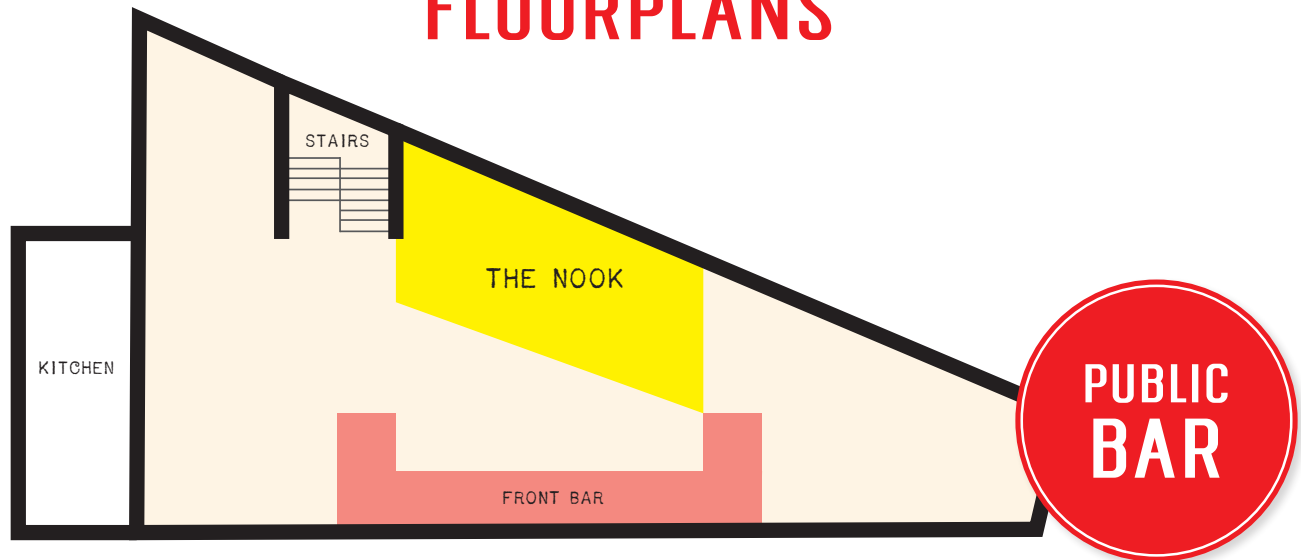 FLOORPLANS
STAIRS
THE NOOK
KITCHEN
PUBLIC
BAR
FRONT BAR